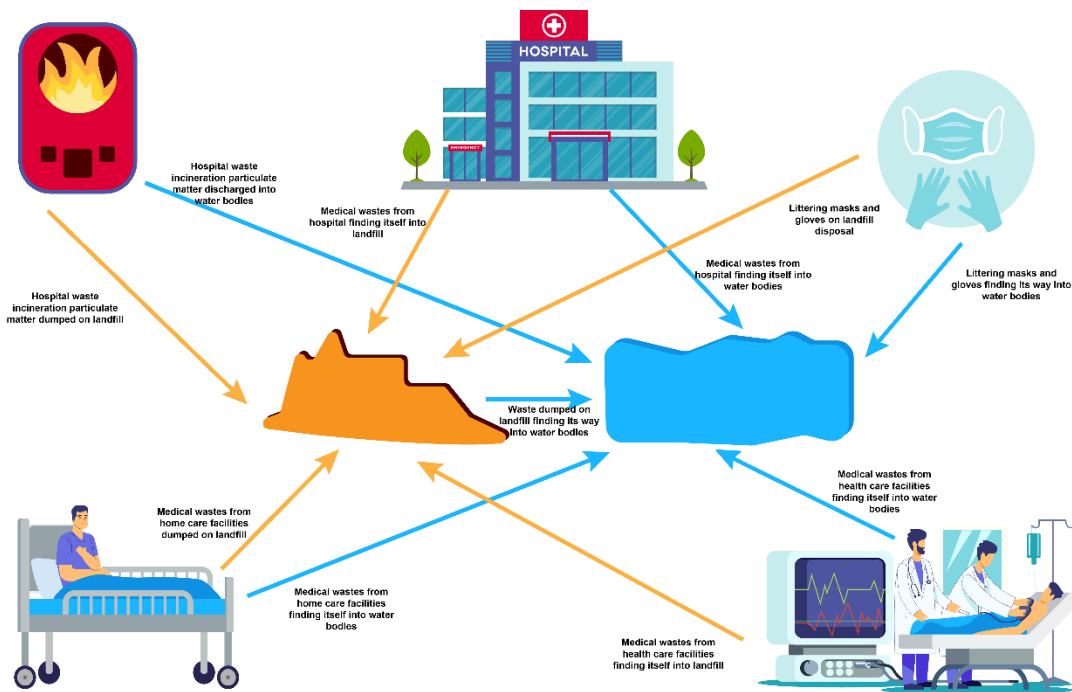 HOSPITAL
EMERGENCY
Hospital waste
incineration particulate
matter discharged into
water bodies
Medical wastes from
hospital finding itself into
landfill
Littering masks and
gloves on landfill
disposal
Medical wastes from
hospital finding itself into
water bodies
Littering masks and
gloves finding Its way Into
water bodies
Hospital waste
incineration particulate
matter dumped on landfill
Waste dumped on
landfill finding Its way
Into water bodies
Medical wastes from
health care facilities
finding itself into water
bodies
Medical wastes from
home care facilities
dumped on landfill
Medical wastes from
home care facilities
finding itself into water
bodies
Medical wastes from
health care facilities
finding itself into landfill